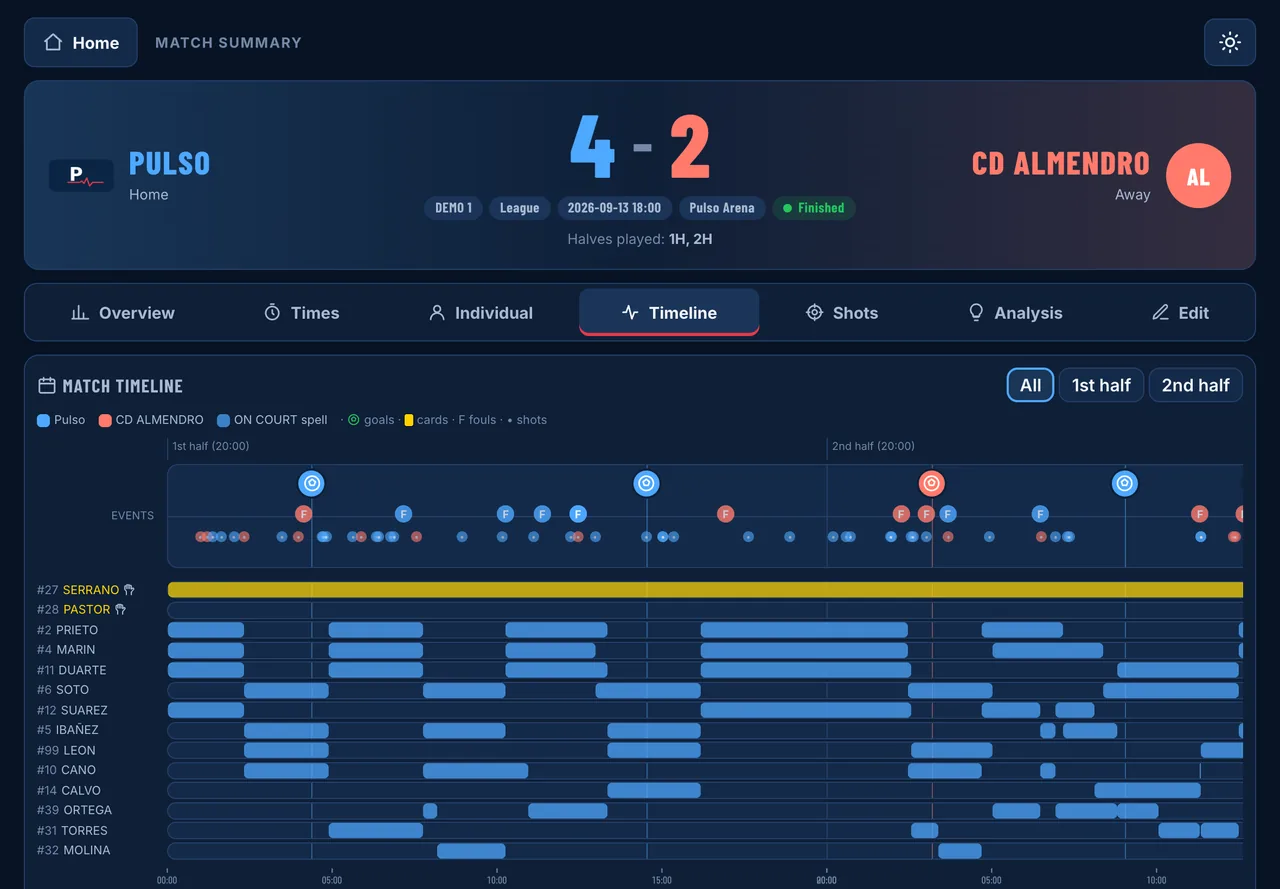 Home
MATCH SUMMARY
P
PULSO
Home
4 - 2
CD ALMENDRO
Away
AL
DEMO 1 League 2026-09-13 18:00 Pulso Arena Finished
Halves played: 1H, 2H
Overview Times Individual Timeline Shots Analysis Edit
MATCH TIMELINE
All 1st half 2nd half
Pulso CD ALMENDRO ON COURT spell · goals · cards · F fouls · • shots
1st half (20:00) 2nd half (20:00)
EVENTS
F F F F F F F F F F F F
#27 SERRANO
#28 PASTOR
#2 PRIETO
#4 MARIN
#11 DUARTE
#6 SOTO
#12 SUAREZ
#5 IBAÑEZ
#99 LEON
#10 CANO
#14 CALVO
#39 ORTEGA
#31 TORRES
#32 MOLINA
00:00 05:00 10:00 15:00 05:00 10:00